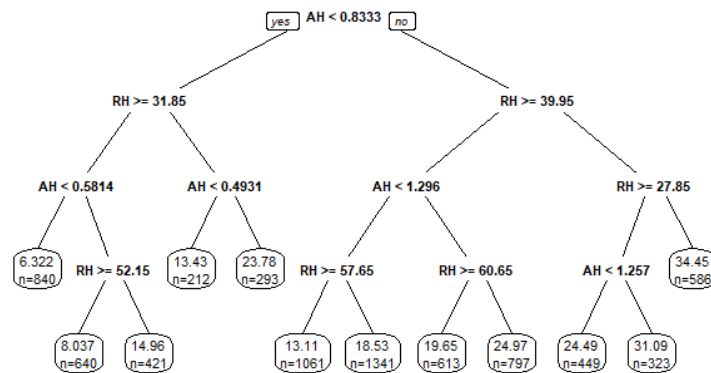 yes AH < 0.8333 no
RH >= 31.85 RH >= 39.95
AH < 0.5814 AH < 0.4931 AH < 1.296 RH >= 27.85
6.322 13.43 23.78 34.45
n=840 RH >= 52.15 n=212 n=293 RH >= 57.65 RH >= 60.65 AH < 1.257 n=586
8.037 14.96 13.11 18.53 19.65 24.97 24.49 31.09
n=640 n=421 n=1061 n=1341 n=613 n=797 n=449 n=323